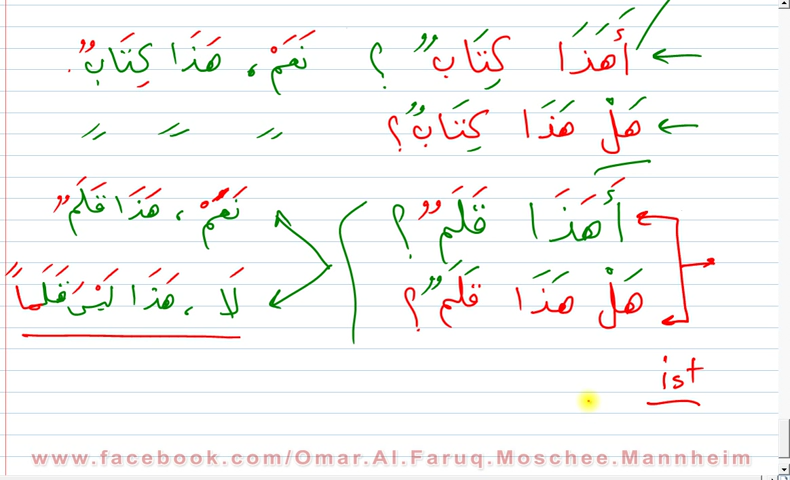 أَهَذَا كِتَابٌ ؟ نَعَمْ ، هَذَا كِتَابٌ .
هَلْ هَذَا كِتَابٌ ؟〃 〃 〃
أَهَذَا قَلَمٌ ؟ نَعَمْ ، هَذَا قَلَمٌ
هَلْ هَذَا قَلَمٌ ؟ لَا ، هَذَا لَيْسَ قَلَمًا
ist
www.facebook.com/Omar.Al.Faruq.Moschee.Mannheim